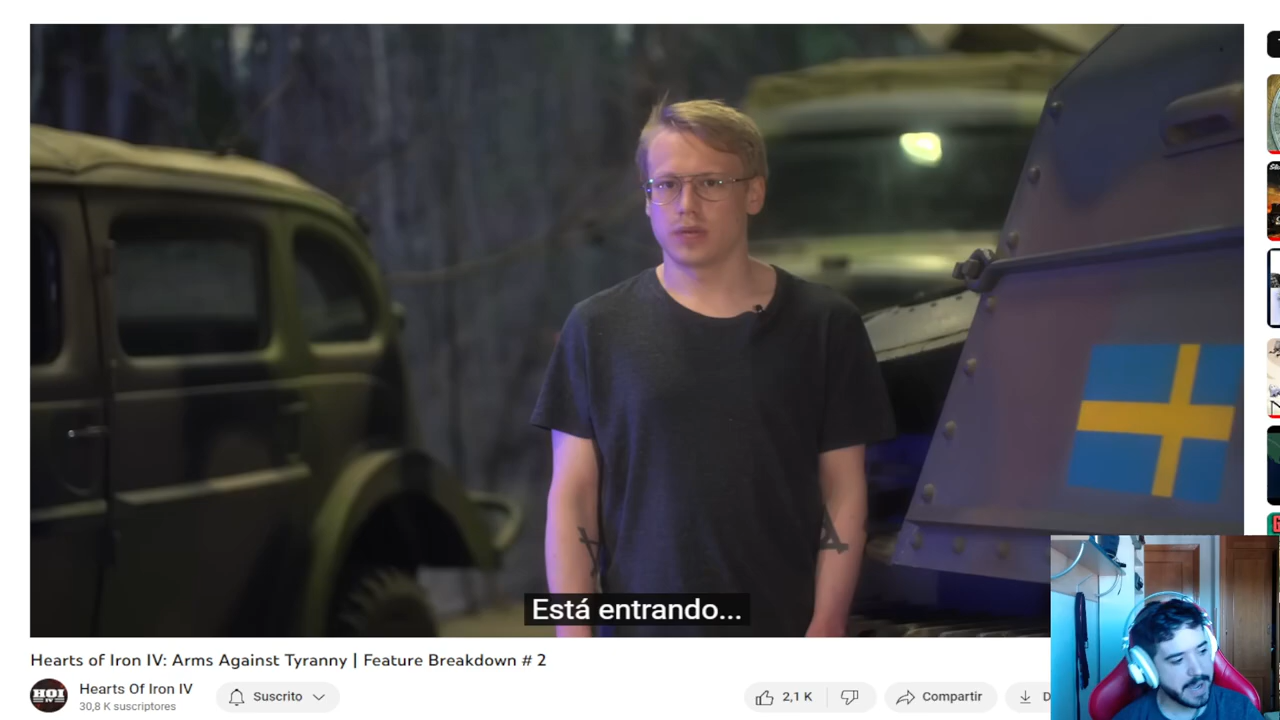 Está entrando...
Hearts of Iron IV: Arms Against Tyranny | Feature Breakdown # 2
HOI
IV
Hearts Of Iron IV
30,8 K suscriptores
Suscrito
2,1 K
Compartir
D